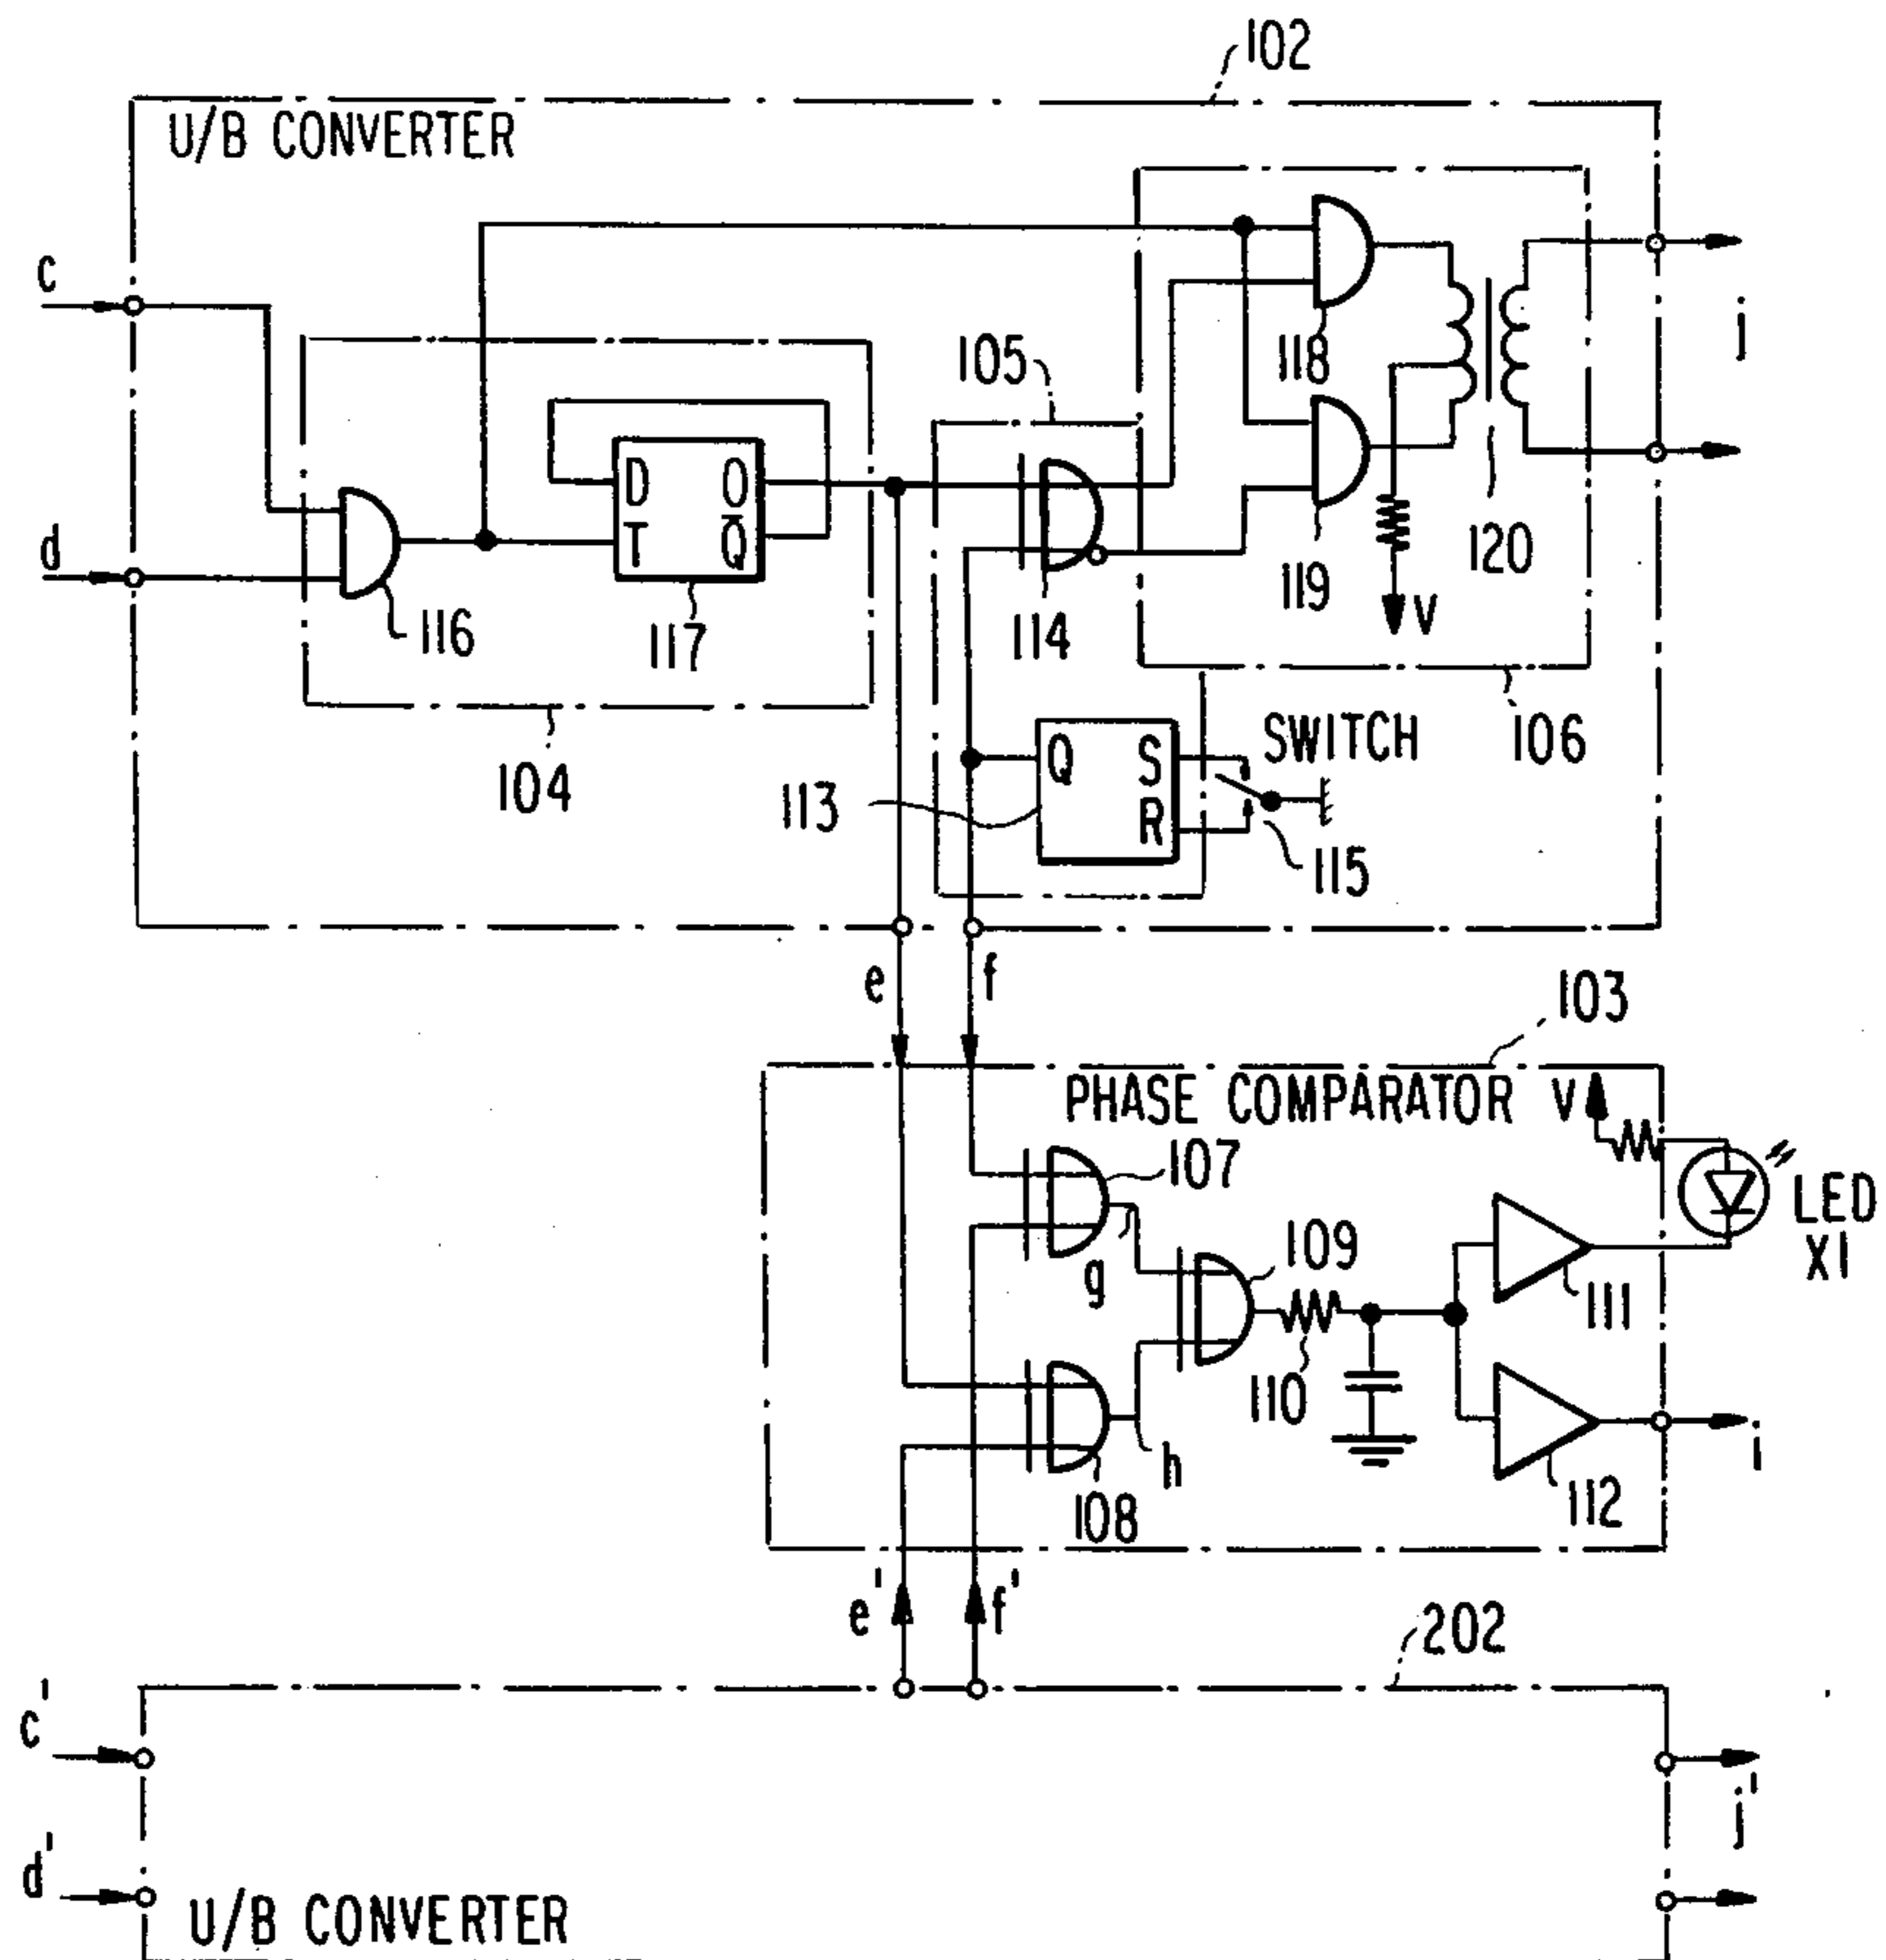 102
U/B CONVERTER
c
d
116
D O
T Q̅
117
104
105
114
118
119
120
V
j
106
113
Q S
R
SWITCH
115
e f
103
PHASE COMPARATOR
V
107
g
109
LED
X1
111
110
h
108
112
i
e' f'
202
c'
d'
j'
U/B CONVERTER